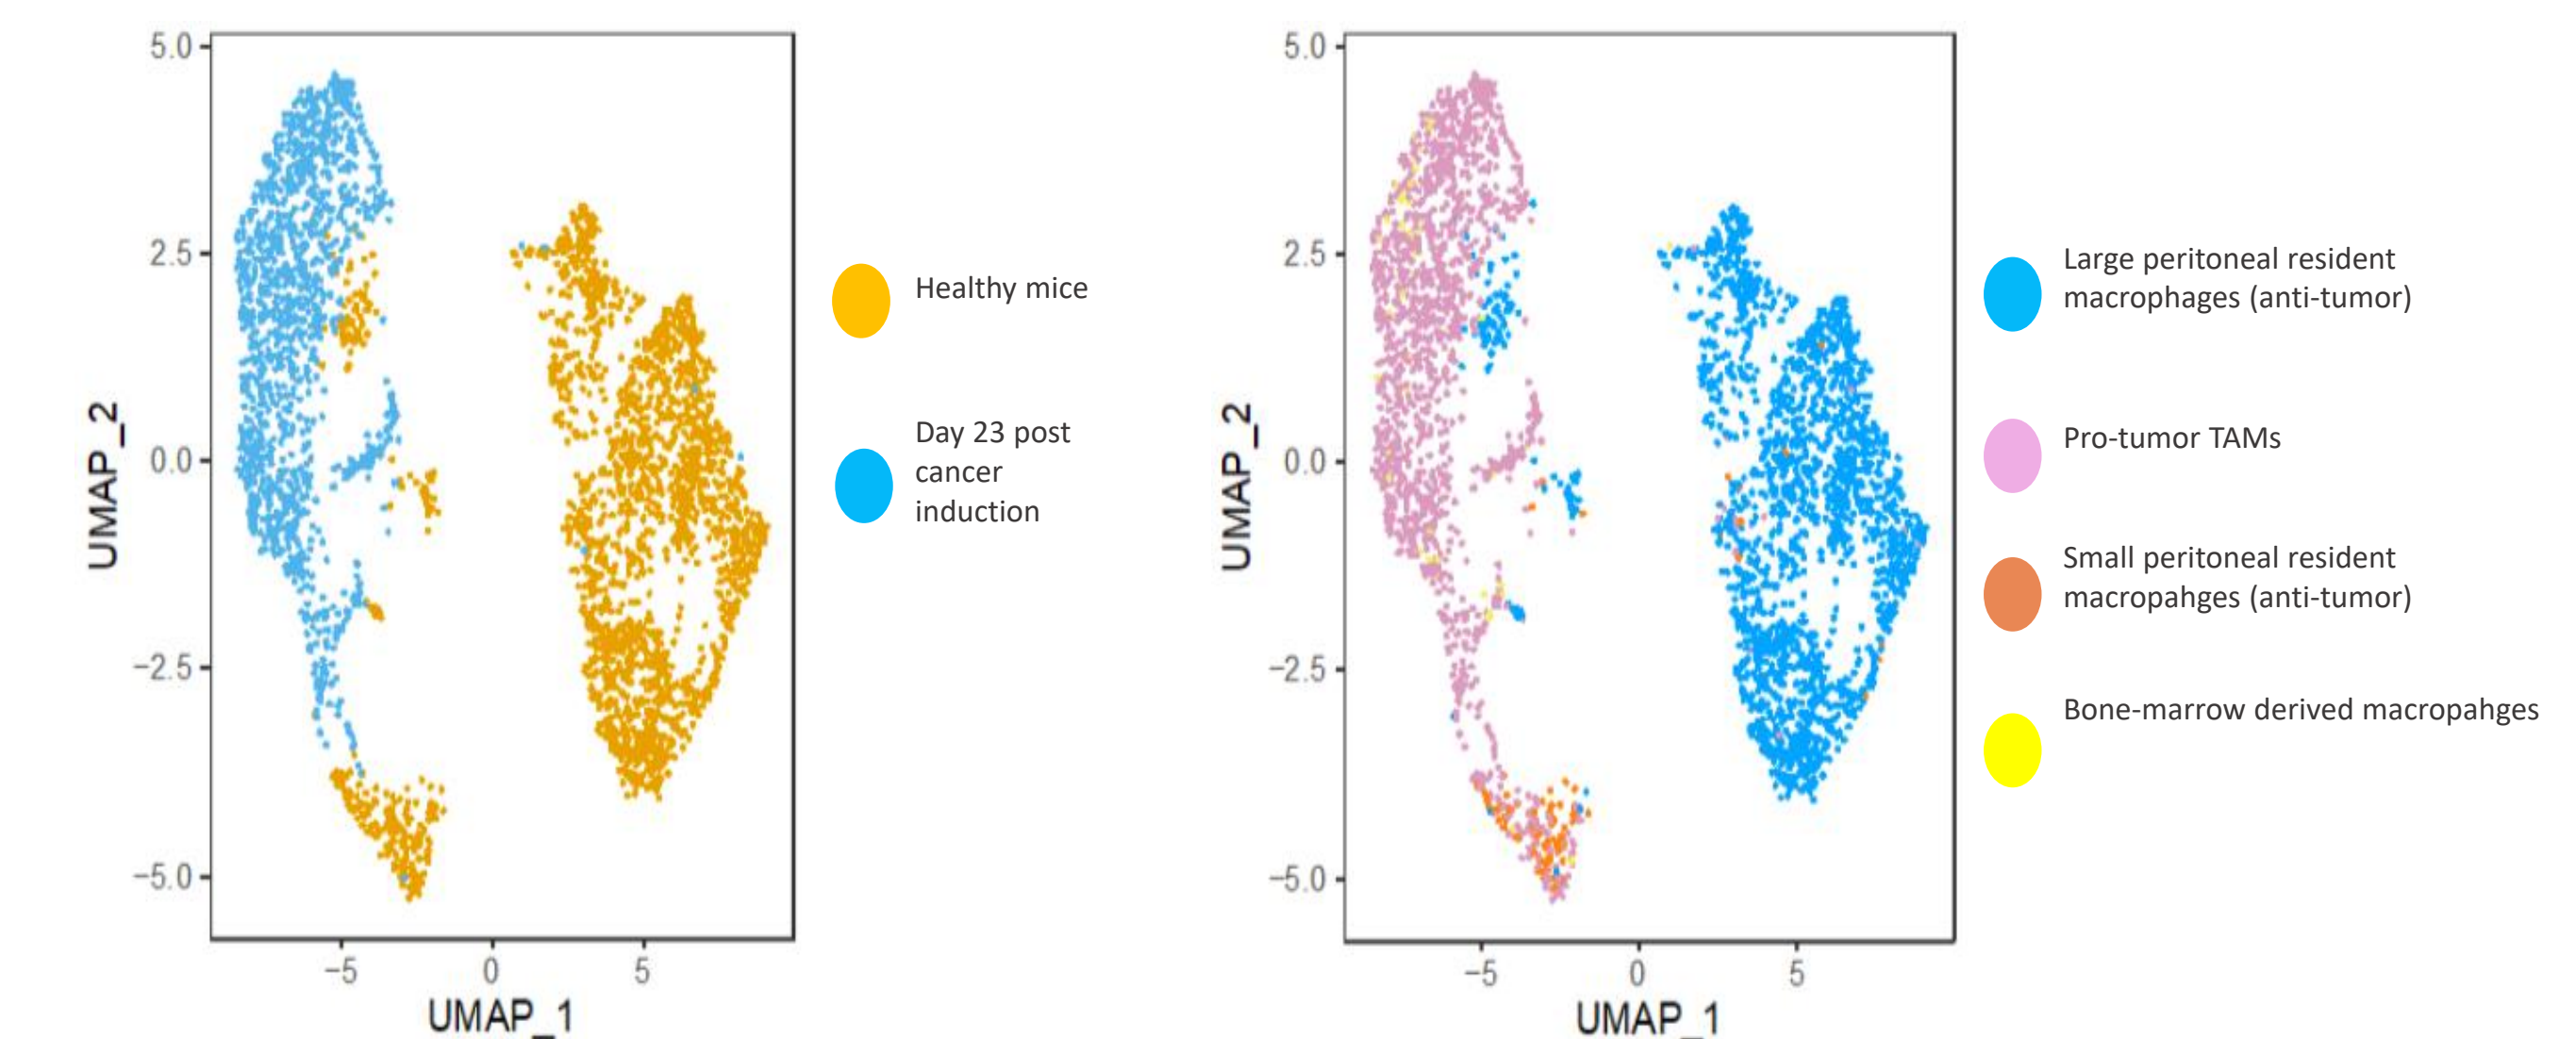 5.0
2.5
0.0
−2.5
−5.0
UMAP_2
−5
0
5
UMAP_1
Healthy mice
Day 23 post
cancer
induction
5.0
2.5
0.0
−2.5
−5.0
UMAP_2
−5
0
5
UMAP_1
Large peritoneal resident
macrophages (anti-tumor)
Pro-tumor TAMs
Small peritoneal resident
macropahges (anti-tumor)
Bone-marrow derived macropahges